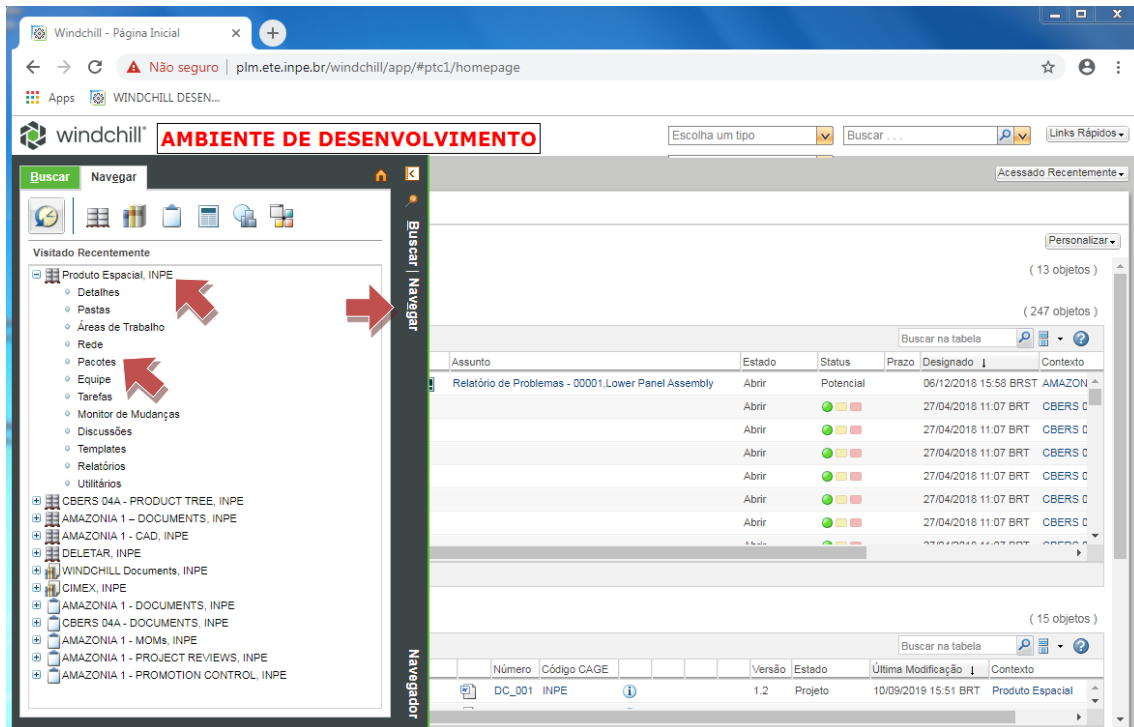 Windchill - Página Inicial
Não seguro | plm.ete.inpe.br/windchill/app/#ptc1/homepage
Apps WINDCHILL DESEN...
windchill AMBIENTE DE DESENVOLVIMENTO Escolha um tipo Buscar . . . Links Rápidos
Buscar Navegar Acessado Recentemente
Personalizar
Visitado Recentemente
Produto Espacial, INPE ( 13 objetos )
Detalhes
Pastas ( 247 objetos )
Áreas de Trabalho
Rede Buscar na tabela
Pacotes Assunto Estado Status Prazo Designado Contexto
Equipe Relatório de Problemas - 00001,Lower Panel Assembly Abrir Potencial 06/12/2018 15:58 BRST AMAZON
Tarefas Abrir 27/04/2018 11:07 BRT CBERS 0
Monitor de Mudanças
Discussões Abrir 27/04/2018 11:07 BRT CBERS 0
Templates Abrir 27/04/2018 11:07 BRT CBERS 0
Relatórios
Utilitários Abrir 27/04/2018 11:07 BRT CBERS 0
CBERS 04A - PRODUCT TREE, INPE Abrir 27/04/2018 11:07 BRT CBERS 0
AMAZONIA 1 – DOCUMENTS, INPE Abrir 27/04/2018 11:07 BRT CBERS 0
AMAZONIA 1 - CAD, INPE
DELETAR, INPE
WINDCHILL Documents, INPE
CIMEX, INPE
AMAZONIA 1 - DOCUMENTS, INPE
CBERS 04A - DOCUMENTS, INPE ( 15 objetos )
AMAZONIA 1 - MOMs, INPE Buscar na tabela
AMAZONIA 1 - PROJECT REVIEWS, INPE
AMAZONIA 1 - PROMOTION CONTROL, INPE Número Código CAGE Versão Estado Última Modificação Contexto
DC_001 INPE 1.2 Projeto 10/09/2019 15:51 BRT Produto Espacial
Buscar | Navegar
Navegador